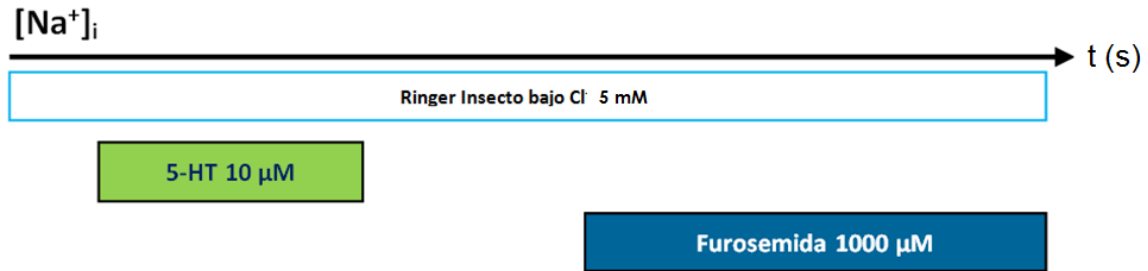 [Na⁺]ᵢ
t (s)
Ringer Insecto bajo Cl⁻ 5 mM
5-HT 10 µM
Furosemida 1000 µM